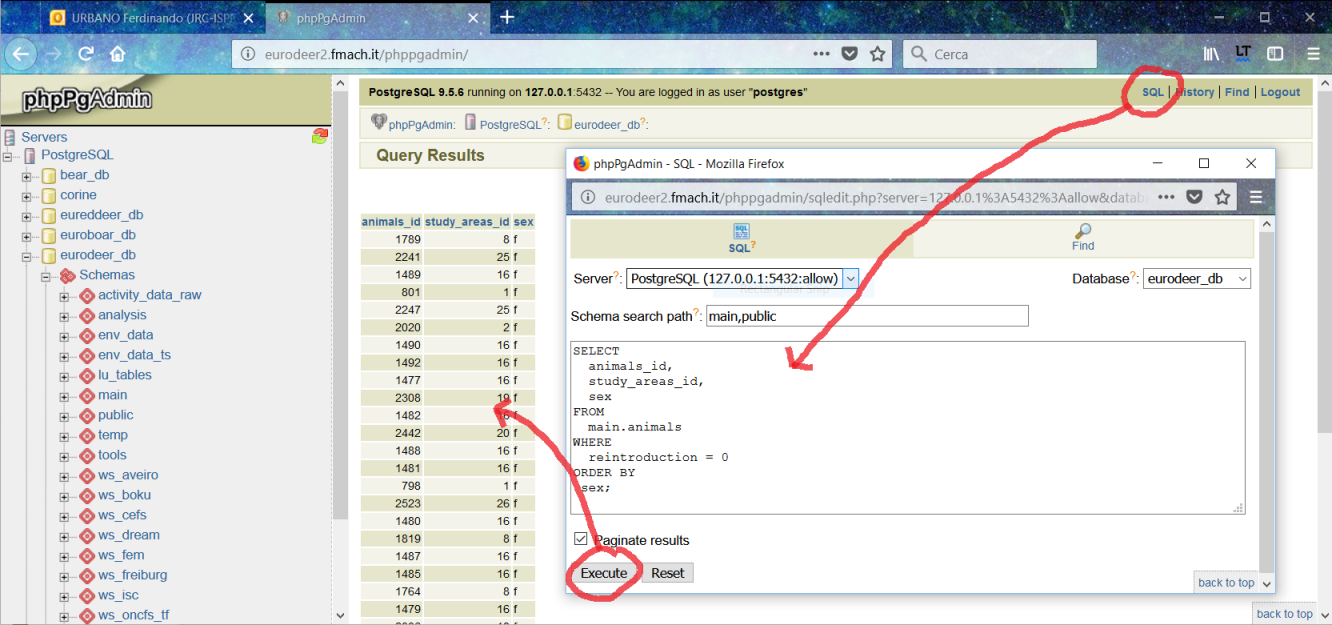 URBANO Ferdinando (JRC-ISPR
phpPgAdmin
eurodeer2.fmach.it/phppgadmin/
Cerca
LT
phpPgAdmin
Servers
PostgreSQL
bear_db
corine
eureddeer_db
euroboar_db
eurodeer_db
Schemas
activity_data_raw
analysis
env_data
env_data_ts
lu_tables
main
public
temp
tools
ws_aveiro
ws_boku
ws_cefs
ws_dream
ws_fem
ws_freiburg
ws_isc
ws_oncfs_tf
PostgreSQL 9.5.6 running on 127.0.0.1:5432 -- You are logged in as user "postgres"
SQL | History | Find | Logout
phpPgAdmin: PostgreSQL?: eurodeer_db?:
Query Results
animals_id study_areas_id sex
1789 8 f
2241 25 f
1489 16 f
801 1 f
2247 25 f
2020 2 f
1490 16 f
1492 16 f
1477 16 f
2308 19 f
1482 16 f
2442 20 f
1488 16 f
1481 16 f
798 1 f
2523 26 f
1480 16 f
1819 8 f
1487 16 f
1485 16 f
1764 8 f
1479 16 f
phpPgAdmin - SQL - Mozilla Firefox
eurodeer2.fmach.it/phppgadmin/sqledit.php?server=127.0.0.1%3A5432%3Aallow&datab
SQL?
Find
Server?: PostgreSQL (127.0.0.1:5432:allow)
Database?: eurodeer_db
Schema search path?: main,public
SELECT
animals_id,
study_areas_id,
sex
FROM
main.animals
WHERE
reintroduction = 0
ORDER BY
sex;
Paginate results
Execute
Reset
back to top
back to top